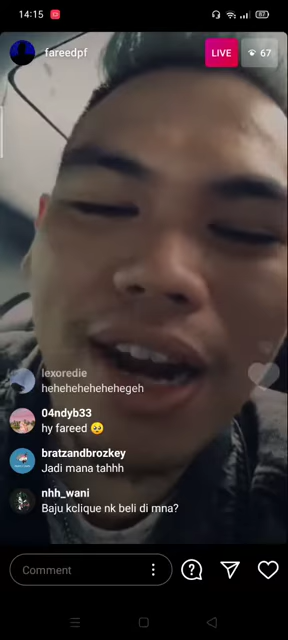 14:15
87
fareedpf
LIVE
67
lexoredie
hehehehehehehegeh
04ndyb33
hy fareed 🥺
bratzandbrozkey
Jadi mana tahhh
nhh_wani
Baju kclique nk beli di mna?
Comment